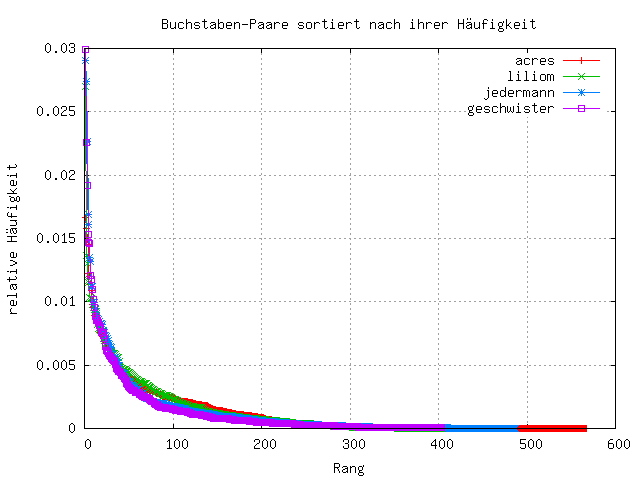 Buchstaben-Paare sortiert nach ihrer Häufigkeit
relative Häufigkeit
0.03
0.025
0.02
0.015
0.01
0.005
0
acres
liliom
jedermann
geschwister
0 100 200 300 400 500 600
Rang